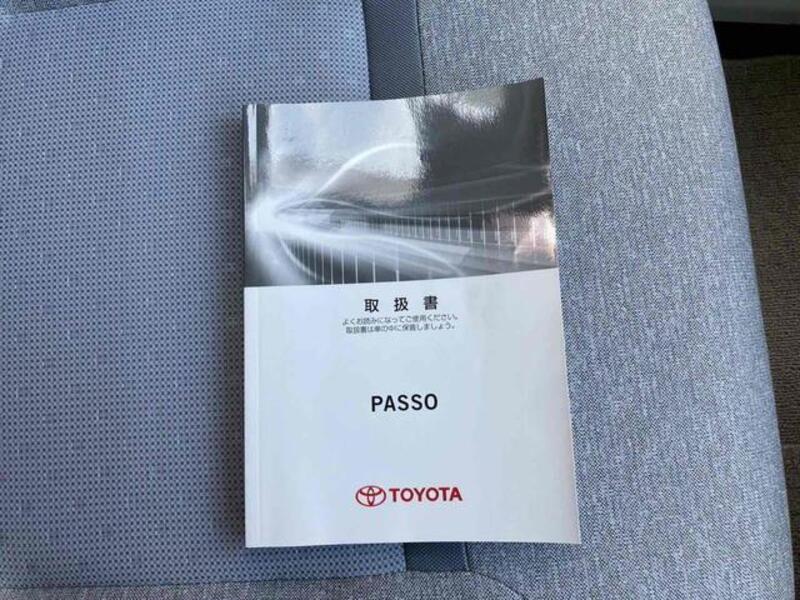 取扱書
よくお読みになってご使用ください。
取扱書は車の中に保管しましょう。
PASSO
TOYOTA